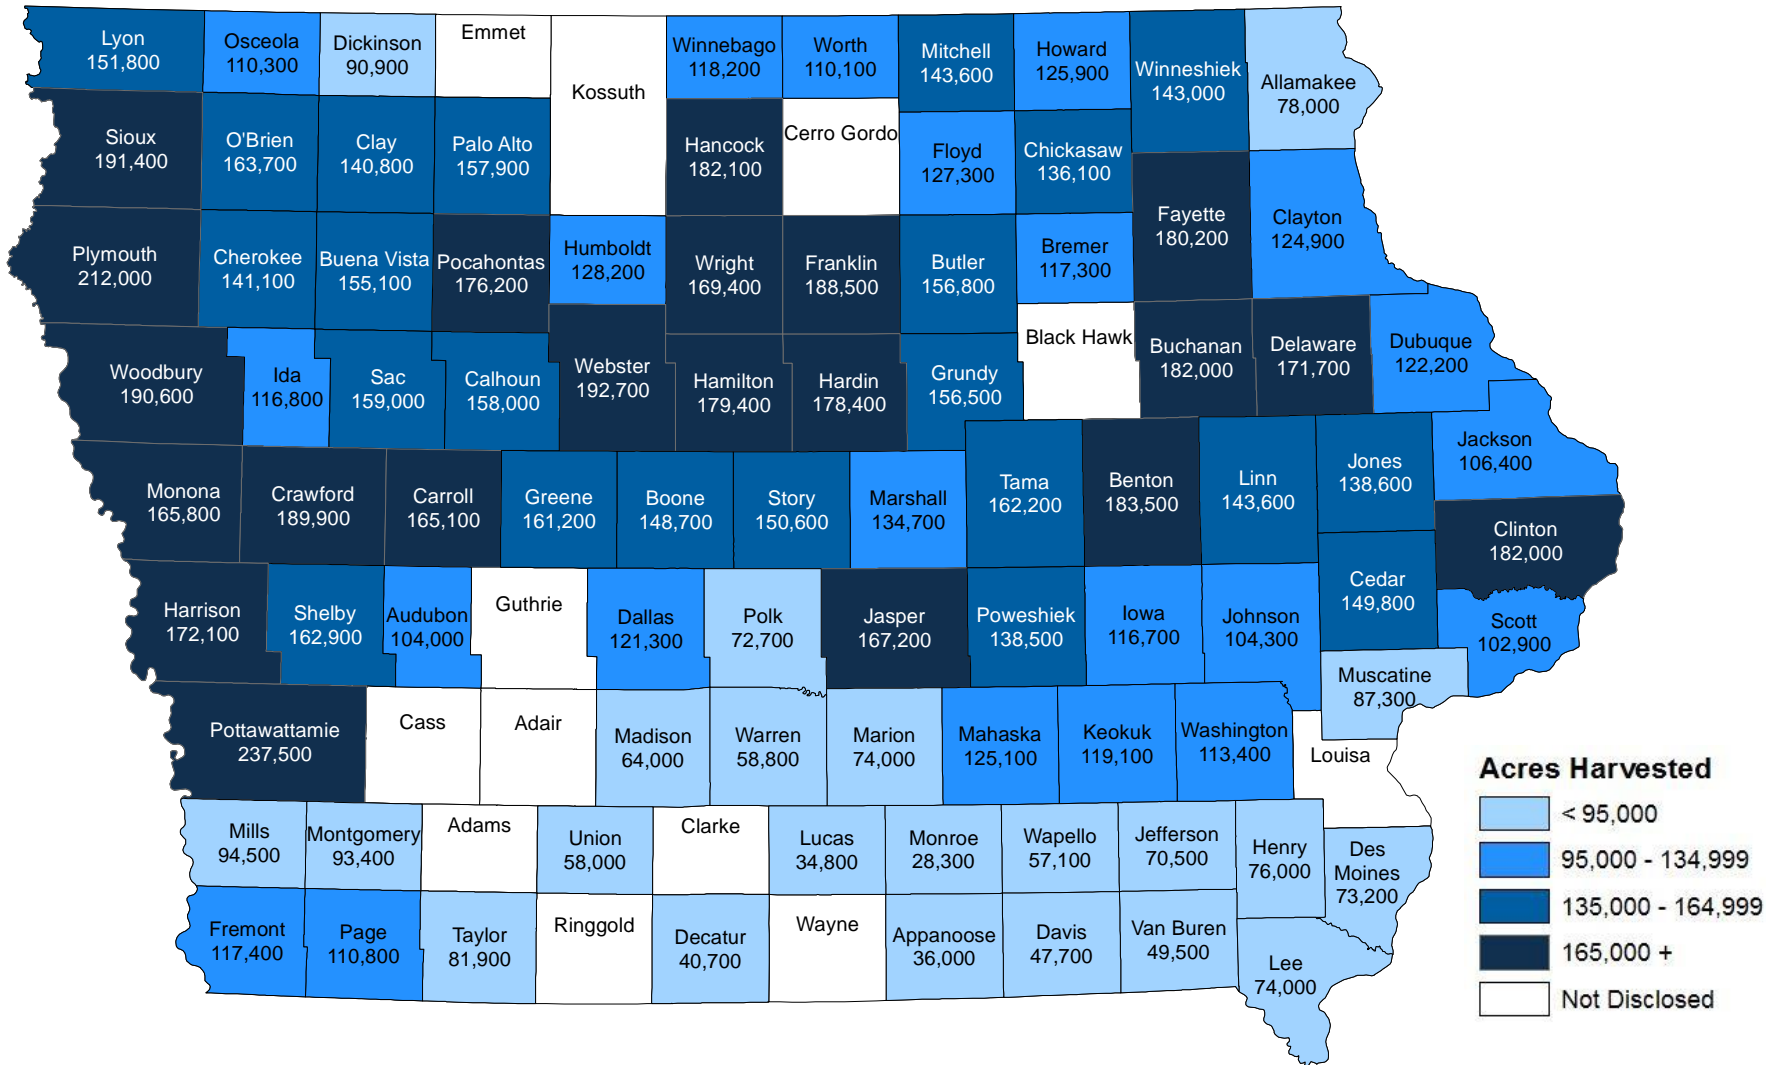 Lyon
151,800
Osceola
110,300
Dickinson
90,900
Emmet
Kossuth
Winnebago
118,200
Worth
110,100
Mitchell
143,600
Howard
125,900
Winneshiek
143,000
Allamakee
78,000
Sioux
191,400
O'Brien
163,700
Clay
140,800
Palo Alto
157,900
Hancock
182,100
Cerro Gordo
Floyd
127,300
Chickasaw
136,100
Fayette
180,200
Clayton
124,900
Plymouth
212,000
Cherokee
141,100
Buena Vista
155,100
Pocahontas
176,200
Humboldt
128,200
Wright
169,400
Franklin
188,500
Butler
156,800
Bremer
117,300
Black Hawk
Buchanan
182,000
Delaware
171,700
Dubuque
122,200
Woodbury
190,600
Ida
116,800
Sac
159,000
Calhoun
158,000
Webster
192,700
Hamilton
179,400
Hardin
178,400
Grundy
156,500
Jackson
106,400
Monona
165,800
Crawford
189,900
Carroll
165,100
Greene
161,200
Boone
148,700
Story
150,600
Marshall
134,700
Tama
162,200
Benton
183,500
Linn
143,600
Jones
138,600
Clinton
182,000
Harrison
172,100
Shelby
162,900
Audubon
104,000
Guthrie
Dallas
121,300
Polk
72,700
Jasper
167,200
Poweshiek
138,500
Iowa
116,700
Johnson
104,300
Cedar
149,800
Scott
102,900
Muscatine
87,300
Pottawattamie
237,500
Cass
Adair
Madison
64,000
Warren
58,800
Marion
74,000
Mahaska
125,100
Keokuk
119,100
Washington
113,400
Louisa
Mills
94,500
Montgomery
93,400
Adams
Union
58,000
Clarke
Lucas
34,800
Monroe
28,300
Wapello
57,100
Jefferson
70,500
Henry
76,000
Des
Moines
73,200
Fremont
117,400
Page
110,800
Taylor
81,900
Ringgold
Decatur
40,700
Wayne
Appanoose
36,000
Davis
47,700
Van Buren
49,500
Lee
74,000
Acres Harvested
< 95,000
95,000 - 134,999
135,000 - 164,999
165,000 +
Not Disclosed